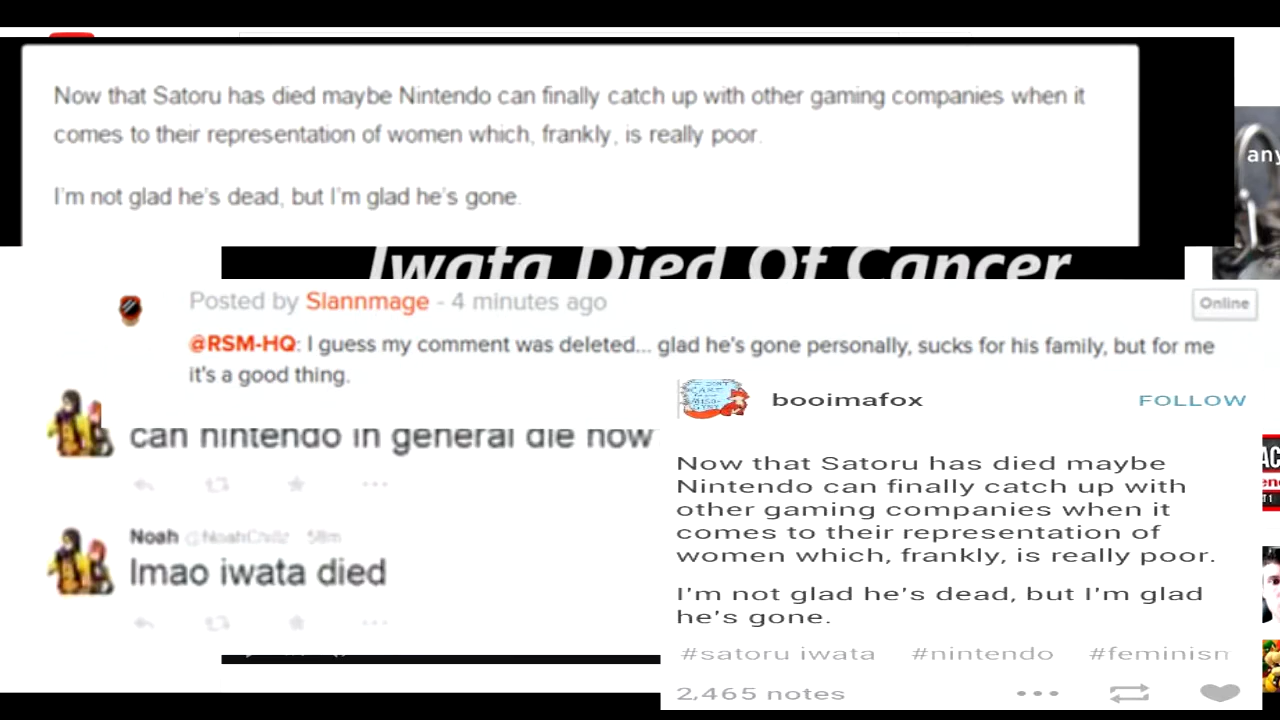 Now that Satoru has died maybe Nintendo can finally catch up with other gaming companies when it
comes to their representation of women which, frankly, is really poor.
I'm not glad he's dead, but I'm glad he's gone.
any
Iwata Died Of Cancer
Posted by Slannmage - 4 minutes ago
Online
@RSM-HQ: I guess my comment was deleted... glad he's gone personally, sucks for his family, but for me
it's a good thing.
can nintendo in general die now
Noah 58m
lmao iwata died
booimafox
FOLLOW
Now that Satoru has died maybe
Nintendo can finally catch up with
other gaming companies when it
comes to their representation of
women which, frankly, is really poor.
I'm not glad he's dead, but I'm glad
he's gone.
#satoru iwata #nintendo #feminism
2,465 notes